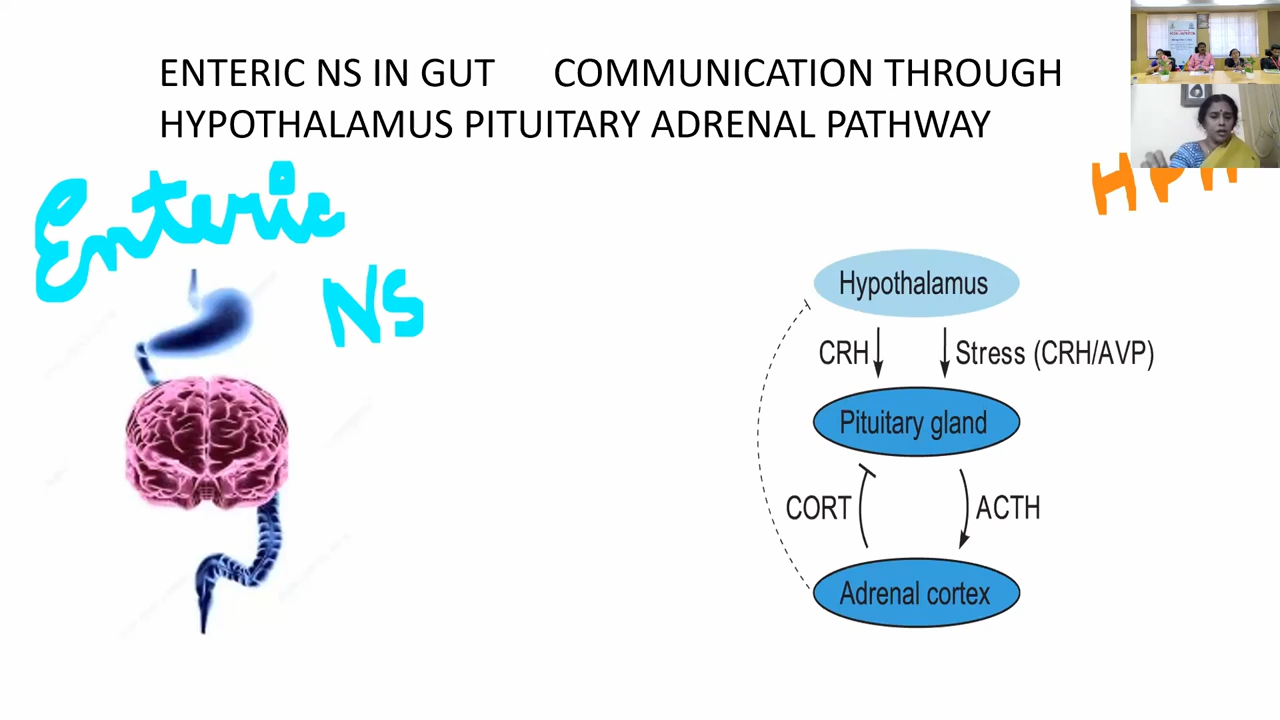 ENTERIC NS IN GUT COMMUNICATION THROUGH
HYPOTHALAMUS PITUITARY ADRENAL PATHWAY
Enteric
NS
Hypothalamus
CRH
Stress (CRH/AVP)
Pituitary gland
CORT
ACTH
Adrenal cortex